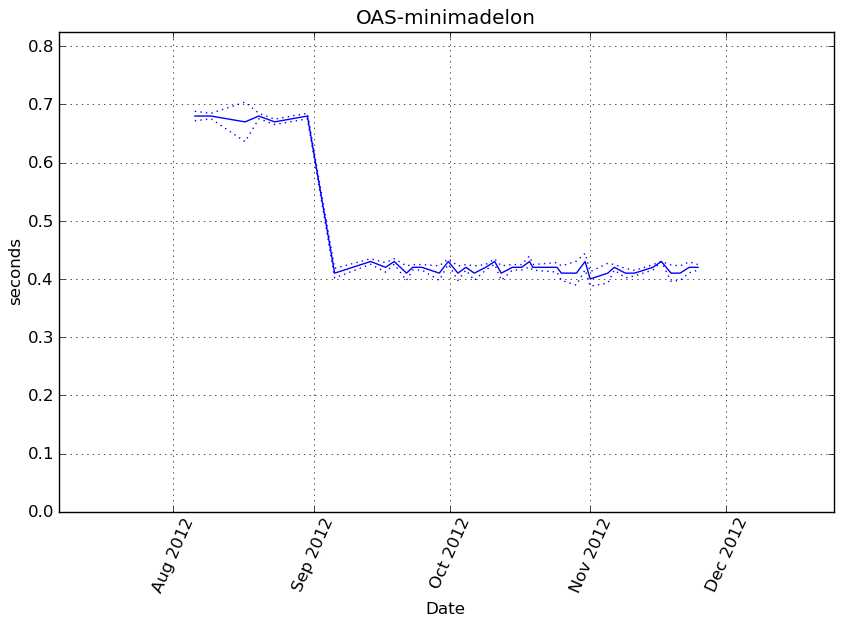 OAS-minimadelon
0.8
0.7
0.6
0.5
0.4
0.3
0.2
0.1
0.0
seconds
Aug 2012
Sep 2012
Oct 2012
Nov 2012
Dec 2012
Date